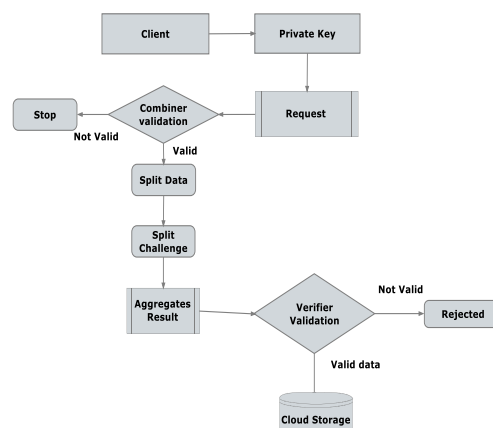 Client
Private Key
Request
Combiner
validation
Stop
Not Valid
Valid
Split Data
Split
Challenge
Aggregates
Result
Verifier
Validation
Not Valid
Rejected
Valid data
Cloud Storage